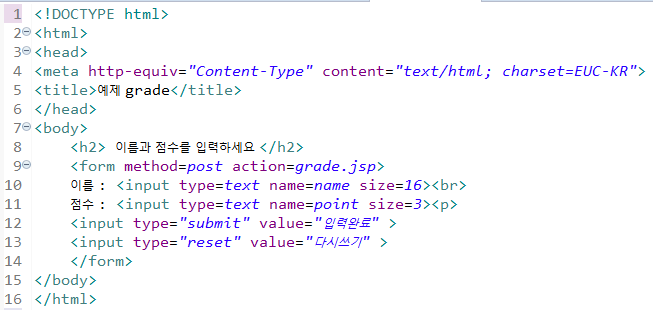 1 <!DOCTYPE html>
2 <html>
3 <head>
4 <meta http-equiv="Content-Type" content="text/html; charset=EUC-KR">
5 <title>예제 grade</title>
6 </head>
7 <body>
8 <h2> 이름과 점수를 입력하세요 </h2>
9 <form method=post action=grade.jsp>
10 이름 : <input type=text name=name size=16><br>
11 점수 : <input type=text name=point size=3><p>
12 <input type="submit" value="입력완료" >
13 <input type="reset" value="다시쓰기" >
14 </form>
15 </body>
16 </html>